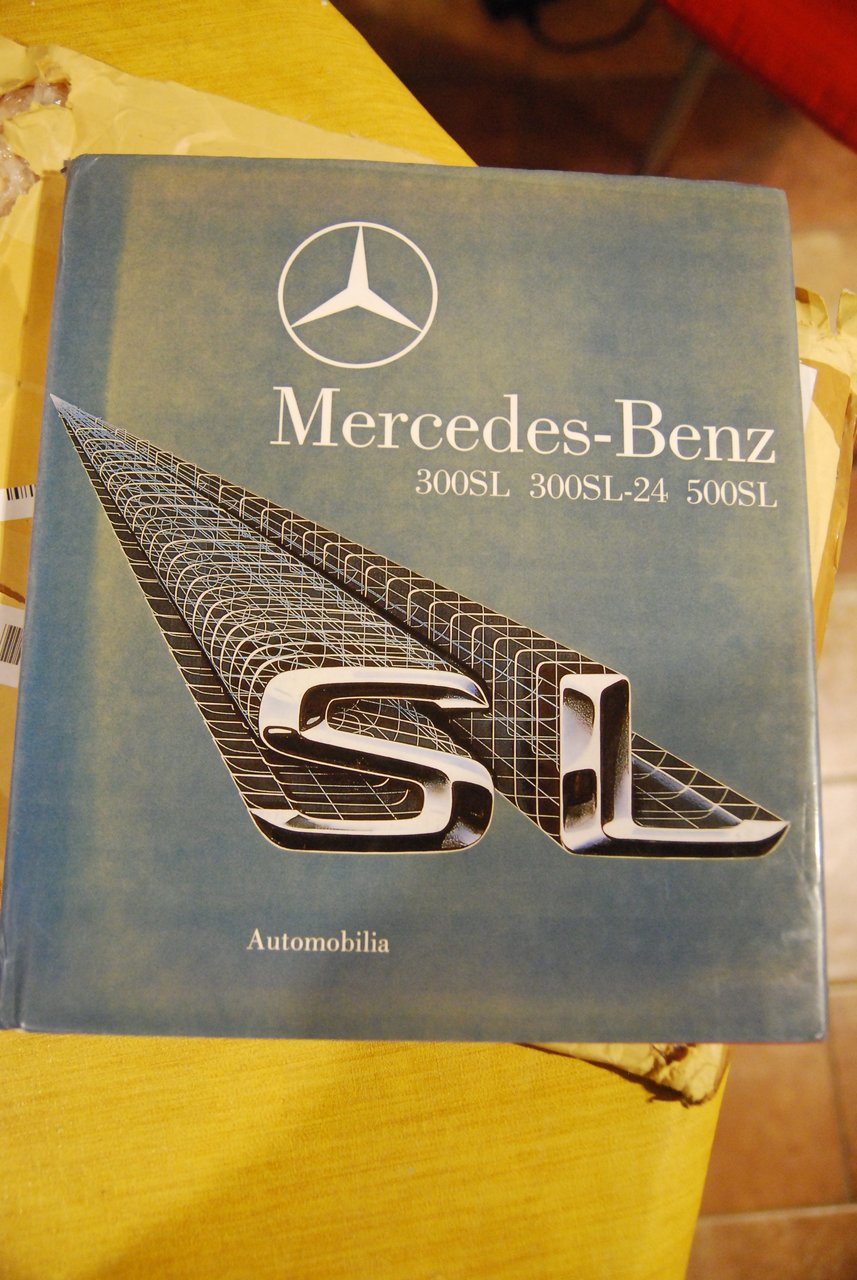 Mercedes-Benz
300SL 300SL-24 500SL
SL
Automobilia